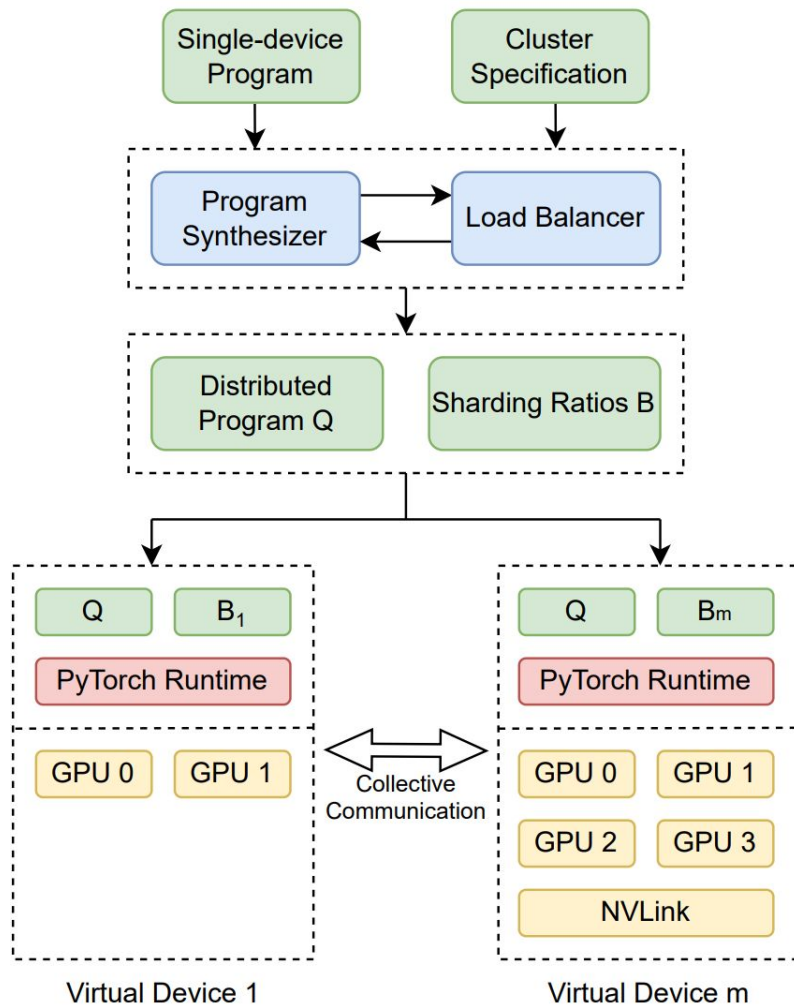 Single-device
Program
Cluster
Specification
Program
Synthesizer
Load Balancer
Distributed
Program Q
Sharding Ratios B
Q
B₁
PyTorch Runtime
GPU 0
GPU 1
Collective
Communication
Q
Bm
PyTorch Runtime
GPU 0
GPU 1
GPU 2
GPU 3
NVLink
Virtual Device 1
Virtual Device m